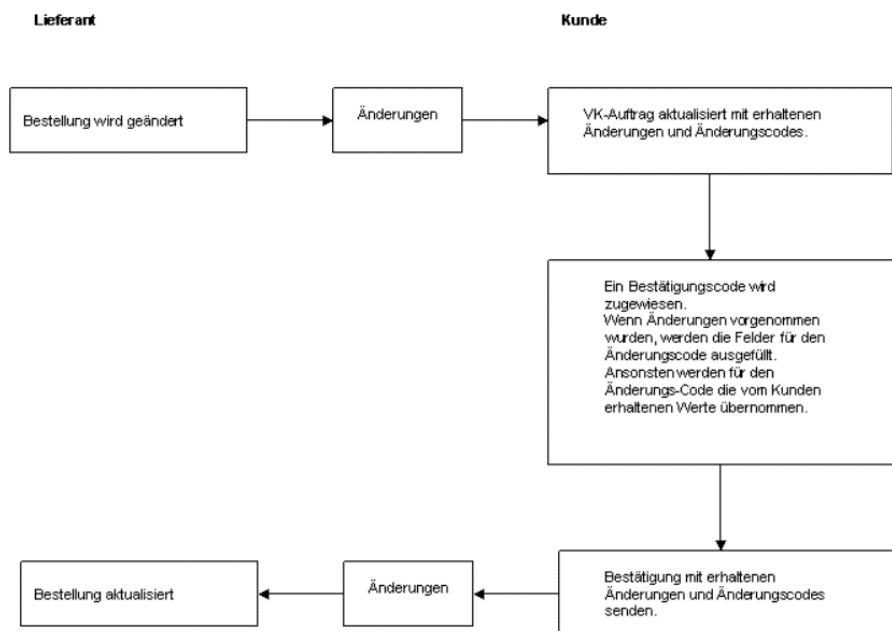 Lieferant
Kunde
Bestellung wird geändert
Änderungen
VK-Auftrag aktualisiert mit erhaltenen
Änderungen und Änderungscodes.
Ein Bestätigungscode wird
zugewiesen.
Wenn Änderungen vorgenommen
wurden, werden die Felder für den
Änderungscode ausgefüllt.
Ansonsten werden für den
Änderungs-Code die vom Kunden
erhaltenen Werte übernommen.
Bestellung aktualisiert
Änderungen
Bestätigung mit erhaltenen
Änderungen und Änderungscodes
senden.